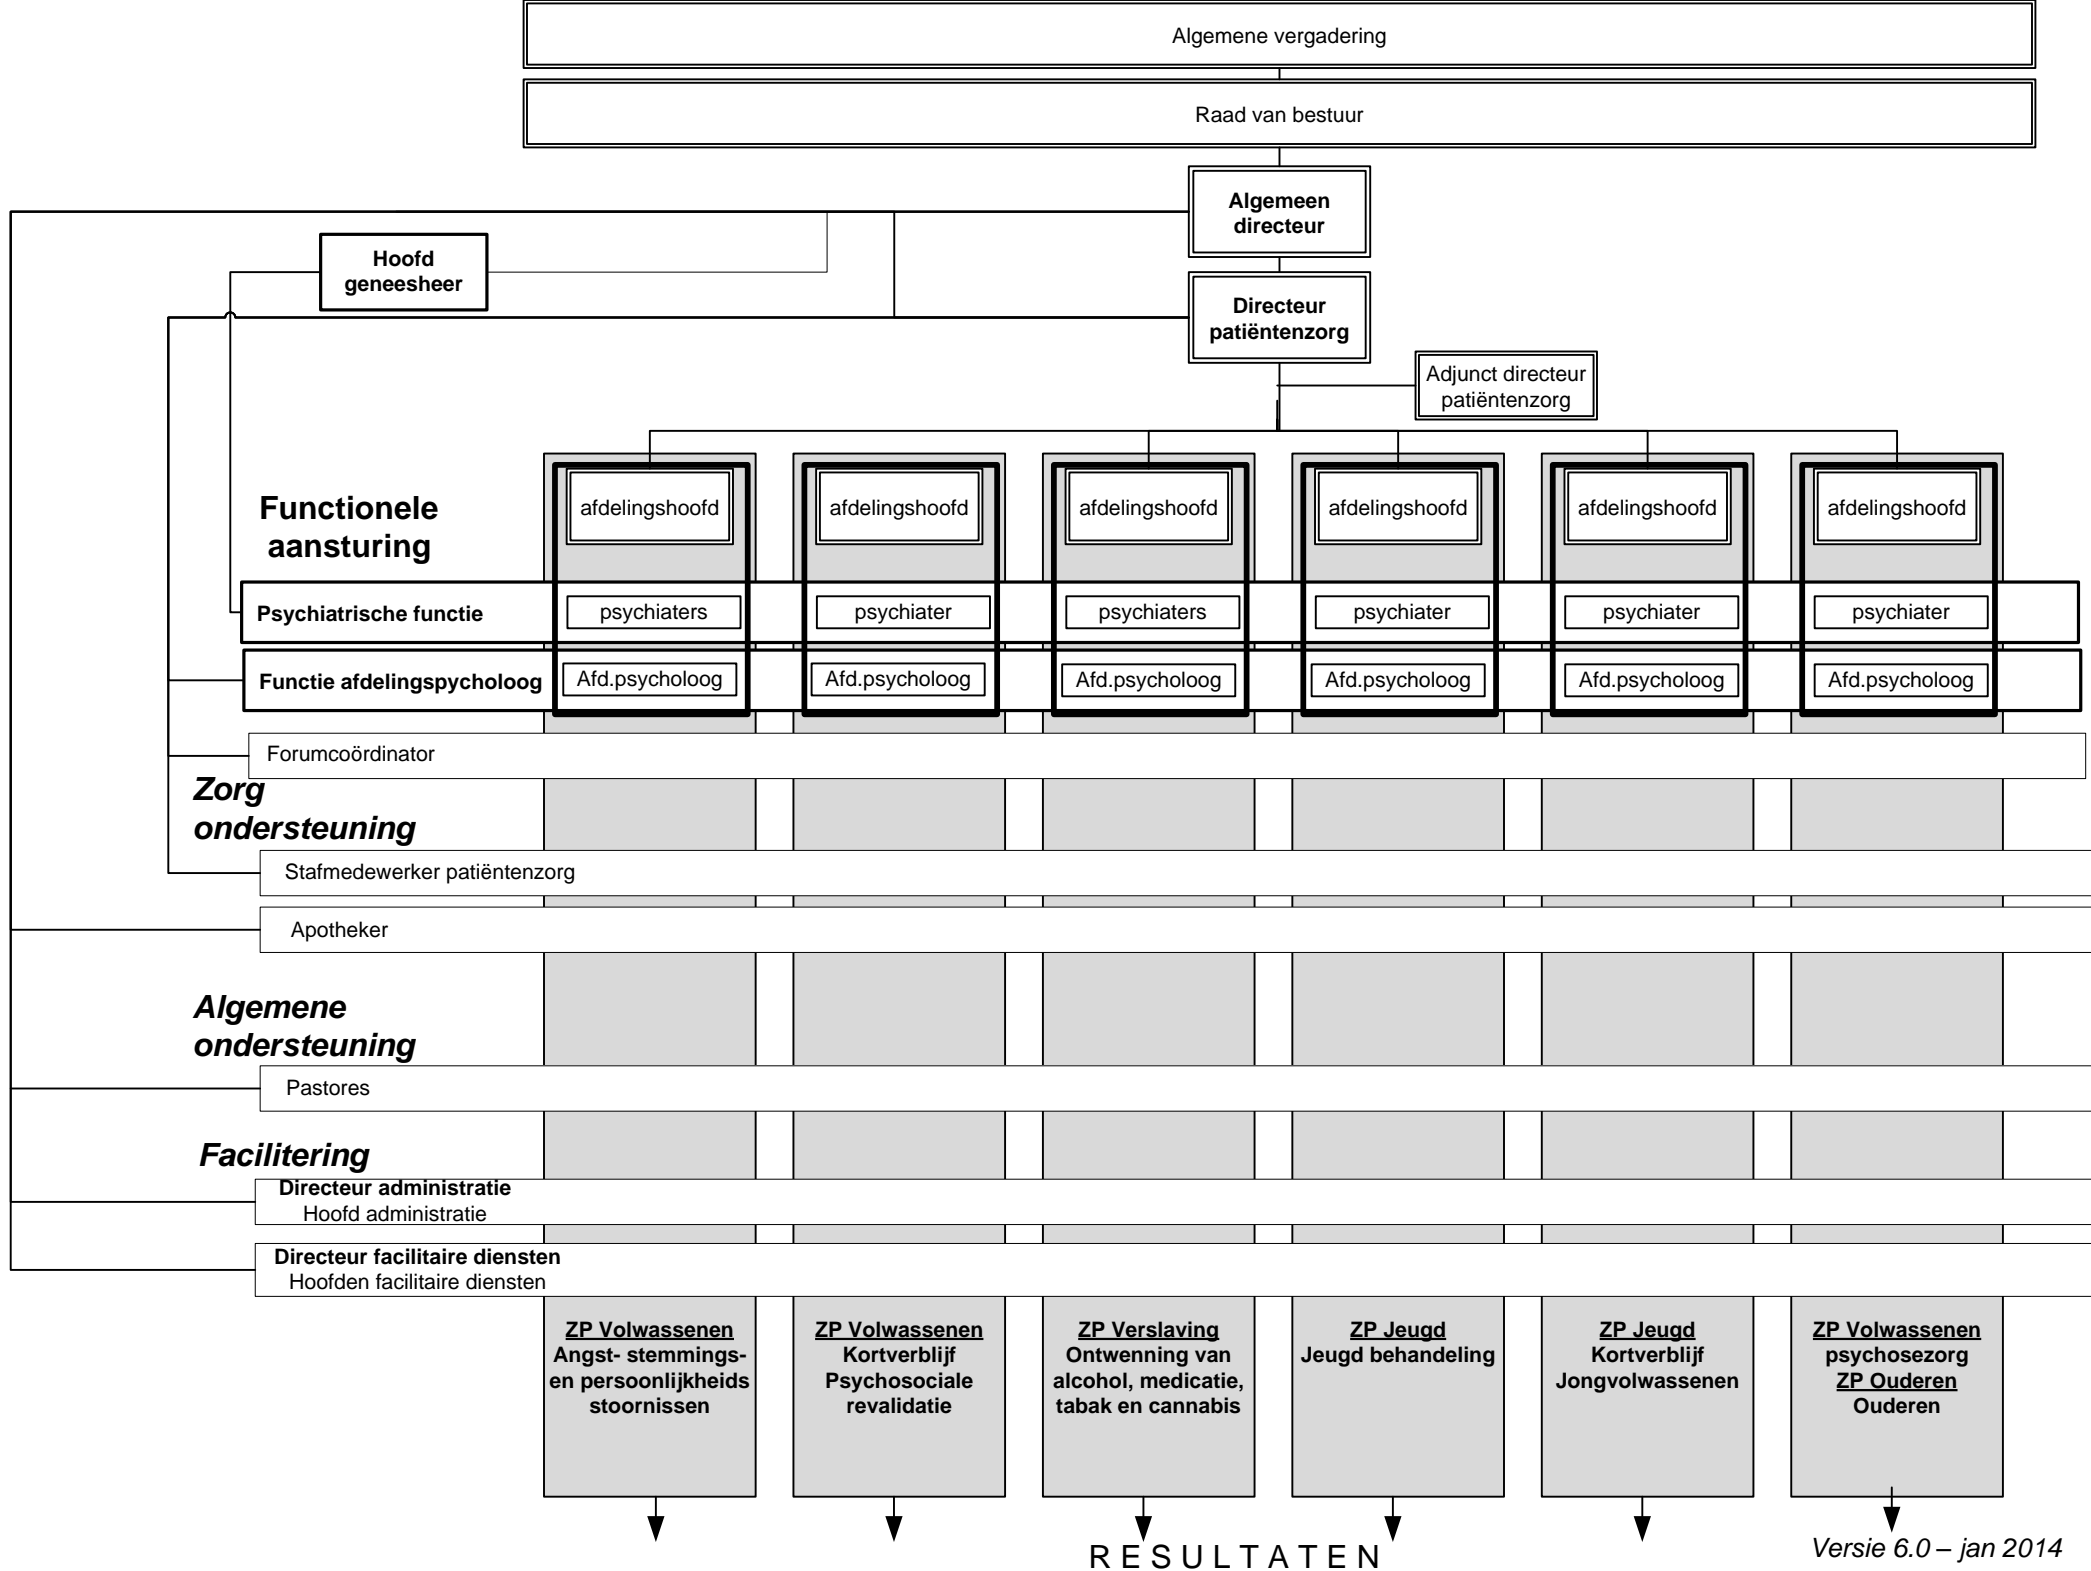 Algemene vergadering
Raad van bestuur
Algemeen
directeur
Hoofd
geneesheer
Directeur
patiëntenzorg
Adjunct directeur
patiëntenzorg
Functionele
aansturing
afdelingshoofd
afdelingshoofd
afdelingshoofd
afdelingshoofd
afdelingshoofd
afdelingshoofd
Psychiatrische functie
psychiaters
psychiater
psychiaters
psychiater
psychiater
psychiater
Functie afdelingspycholoog
Afd.psycholoog
Afd.psycholoog
Afd.psycholoog
Afd.psycholoog
Afd.psycholoog
Afd.psycholoog
Forumcoördinator
Zorg
ondersteuning
Stafmedewerker patiëntenzorg
Apotheker
Algemene
ondersteuning
Pastores
Facilitering
Directeur administratie
Hoofd administratie
Directeur facilitaire diensten
Hoofden facilitaire diensten
ZP Volwassenen
Angst- stemmings-
en persoonlijkheids
stoornissen
ZP Volwassenen
Kortverblijf
Psychosociale
revalidatie
ZP Verslaving
Ontwenning van
alcohol, medicatie,
tabak en cannabis
ZP Jeugd
Jeugd behandeling
ZP Jeugd
Kortverblijf
Jongvolwassenen
ZP Volwassenen
psychosezorg
ZP Ouderen
Ouderen
RESULTATEN
Versie 6.0 – jan 2014